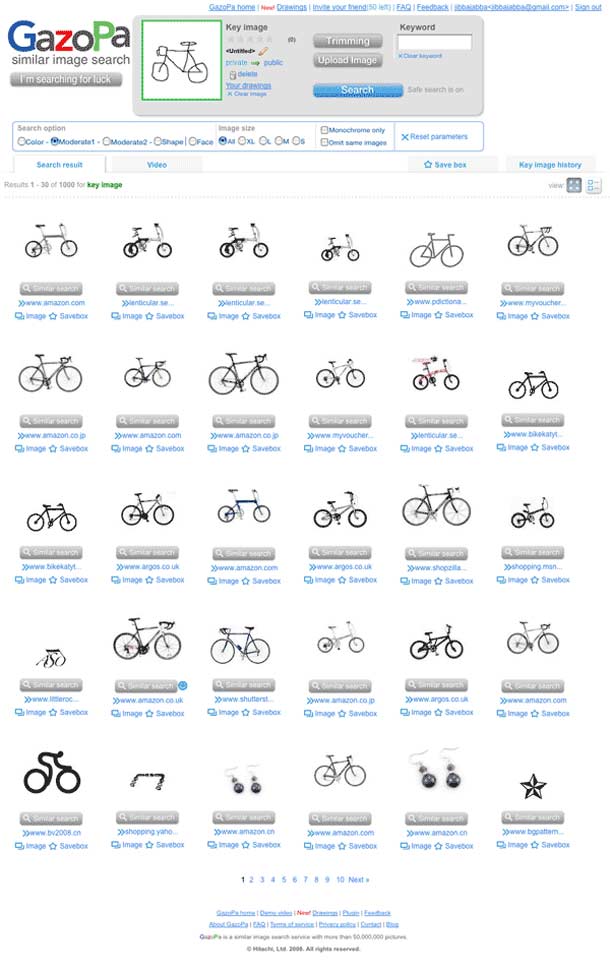 GazoPa home | New! Drawings | Invite your friend(50 left) | FAQ | Feedback | jibbajabba<jibbajabba@gmail.com> | Sign out
GazoPa
similar image search
I'm searching for luck
Key image
(0)
<Untitled>
private public
delete
Your drawings
Clear image
Trimming
Upload Image
Search
Keyword
Clear keyword
Safe search is on
Search option
Color - Moderate1 - Moderate2 - Shape | Face
Image size
All XL L M S
Monochrome only
Omit same images
Reset parameters
Search result Video Save box Key image history
Results 1 - 30 of 1000 for key image
view:
Similar search Similar search Similar search Similar search Similar search Similar search
www.amazon.com lenticular.se... lenticular.se... lenticular.se... www.pdictiona... www.myvoucher...
Image Savebox Image Savebox Image Savebox Image Savebox Image Savebox Image Savebox
Similar search Similar search Similar search Similar search Similar search Similar search
www.amazon.co.jp www.amazon.com www.amazon.co.jp www.myvoucher... lenticular.se... www.bikekatyt...
Image Savebox Image Savebox Image Savebox Image Savebox Image Savebox Image Savebox
Similar search Similar search Similar search Similar search Similar search Similar search
www.bikekatyt... www.argos.co.uk www.amazon.com www.argos.co.uk www.shopzilla... shopping.msn...
Image Savebox Image Savebox Image Savebox Image Savebox Image Savebox Image Savebox
ASO
Similar search Similar search Similar search Similar search Similar search Similar search
www.littleroc... www.amazon.co.uk www.shutterst... www.amazon.co.jp www.argos.co.uk www.amazon.com
Image Savebox Image Savebox Image Savebox Image Savebox Image Savebox Image Savebox
Similar search Similar search Similar search Similar search Similar search Similar search
www.bv2008.cn shopping.yaho... www.amazon.cn www.amazon.com www.amazon.cn www.bgpattern...
Image Savebox Image Savebox Image Savebox Image Savebox Image Savebox Image Savebox
1 2 3 4 5 6 7 8 9 10 Next »
GazoPa home | Demo video | New! Drawings | Plugin | Feedback
About GazoPa | FAQ | Terms of service | Privacy policy | Contact | Blog
GazoPa is a similar image search service with more than 50,000,000 pictures.
© Hitachi, Ltd. 2008. All rights reserved.